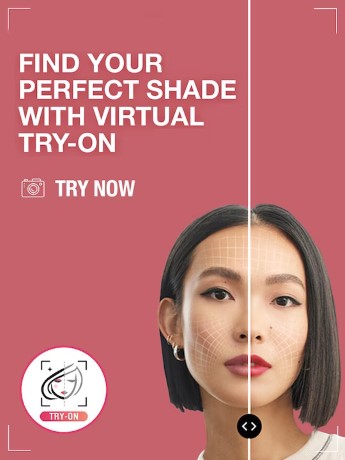 FIND YOUR
PERFECT SHADE
WITH VIRTUAL
TRY-ON
TRY NOW
TRY-ON